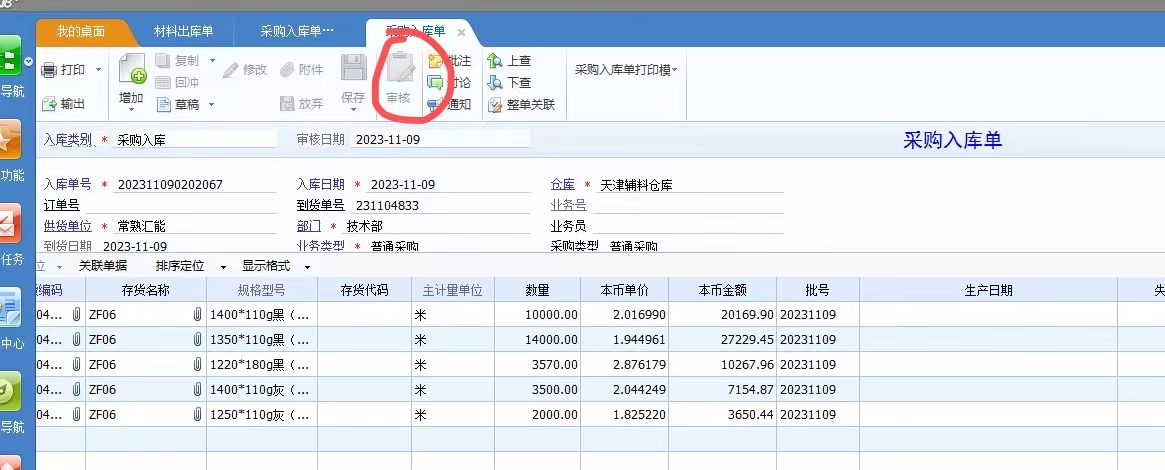 我的桌面 材料出库单 采购入库单… 采购入库单 ×
打印 增加 复制 修改 附件 保存 审核 批注 上查 采购入库单打印模
回冲 讨论 下查
输出 草稿 放弃 通知 整单关联
导航
功能
任务
中心
导航
入库类别 * 采购入库 审核日期 2023-11-09 采购入库单
入库单号 * 202311090202067 入库日期 * 2023-11-09 仓库 * 天津辅料仓库
订单号 到货单号 231104833 业务号
供货单位 * 常熟汇能 部门 * 技术部 业务员
到货日期 2023-11-09 业务类型 * 普通采购 采购类型 普通采购
位 关联单据 排序定位 显示格式
编码 存货名称 规格型号 存货代码 主计量单位 数量 本币单价 本币金额 批号 生产日期 失
04... ZF06 1400*110g黑（... 米 10000.00 2.016990 20169.90 20231109
04... ZF06 1350*110g黑（... 米 14000.00 1.944961 27229.45 20231109
04... ZF06 1220*180g黑（... 米 3570.00 2.876179 10267.96 20231109
04... ZF06 1400*110g灰（... 米 3500.00 2.044249 7154.87 20231109
04... ZF06 1250*110g灰（... 米 2000.00 1.825220 3650.44 20231109